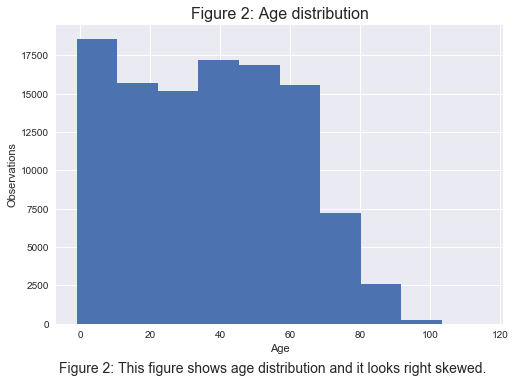 Figure 2: Age distribution
17500
15000
12500
10000
7500
5000
2500
0
Observations
0 20 40 60 80 100 120
Age
Figure 2: This figure shows age distribution and it looks right skewed.